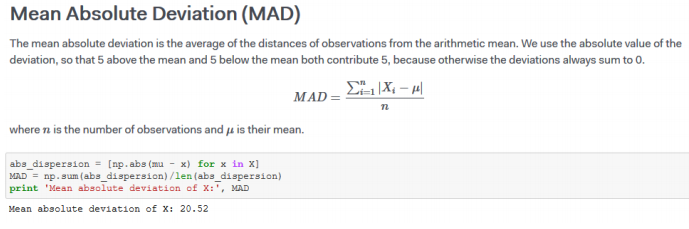 Mean Absolute Deviation (MAD)
The mean absolute deviation is the average of the distances of observations from the arithmetic mean. We use the absolute value of the
deviation, so that 5 above the mean and 5 below the mean both contribute 5, because otherwise the deviations always sum to 0.
MAD = \frac{\sum_{i=1}^{n} |X_i - \mu|}{n}
where n is the number of observations and μ is their mean.
abs_dispersion = [np.abs(mu - x) for x in X]
MAD = np.sum(abs_dispersion)/len(abs_dispersion)
print 'Mean absolute deviation of X:', MAD
Mean absolute deviation of X: 20.52